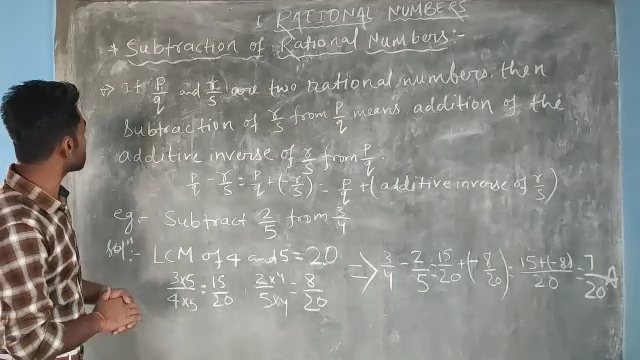 RATIONAL NUMBERS
* Subtraction of Rational Numbers:-
=> If p/q and r/s are two rational numbers, then
subtraction of r/s from p/q means addition of the
additive inverse of r/s from p/q.
p/q - r/s = p/q + (-r/s) = p/q + (additive inverse of r/s)
eg:- Subtract 2/5 from 3/4
Solⁿ:- LCM of 4 and 5 = 20
3×5/4×5 = 15/20, 2×4/5×4 = 8/20 => 3/4 - 2/5 = 15/20 + (-8/20) = 15+(-8)/20 = 7/20